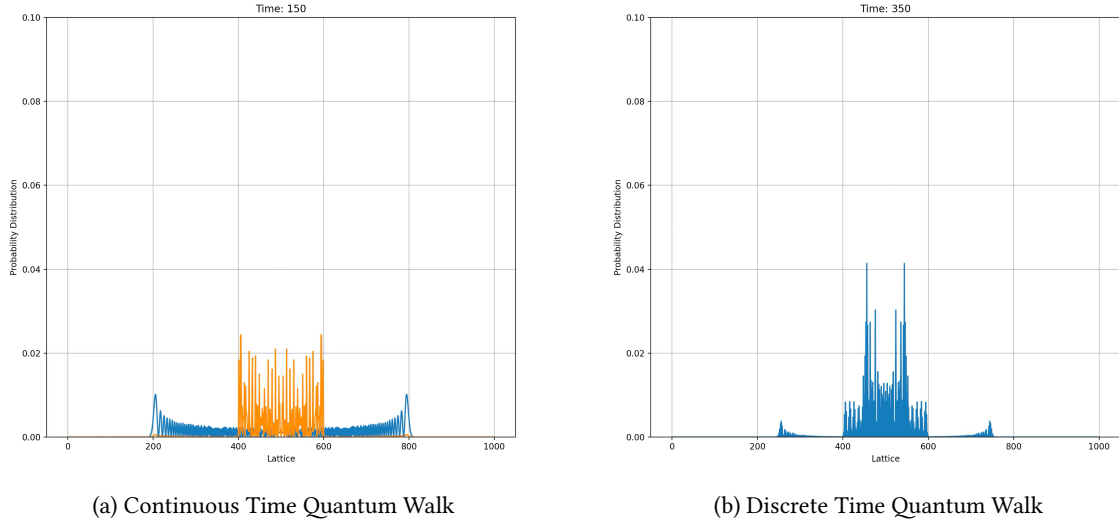 Time: 150
0.10
0.08
0.06
0.04
0.02
0.00
Probability Distribution
0 200 400 600 800 1000
Lattice
(a) Continuous Time Quantum Walk
Time: 350
0.10
0.08
0.06
0.04
0.02
0.00
Probability Distribution
0 200 400 600 800 1000
Lattice
(b) Discrete Time Quantum Walk